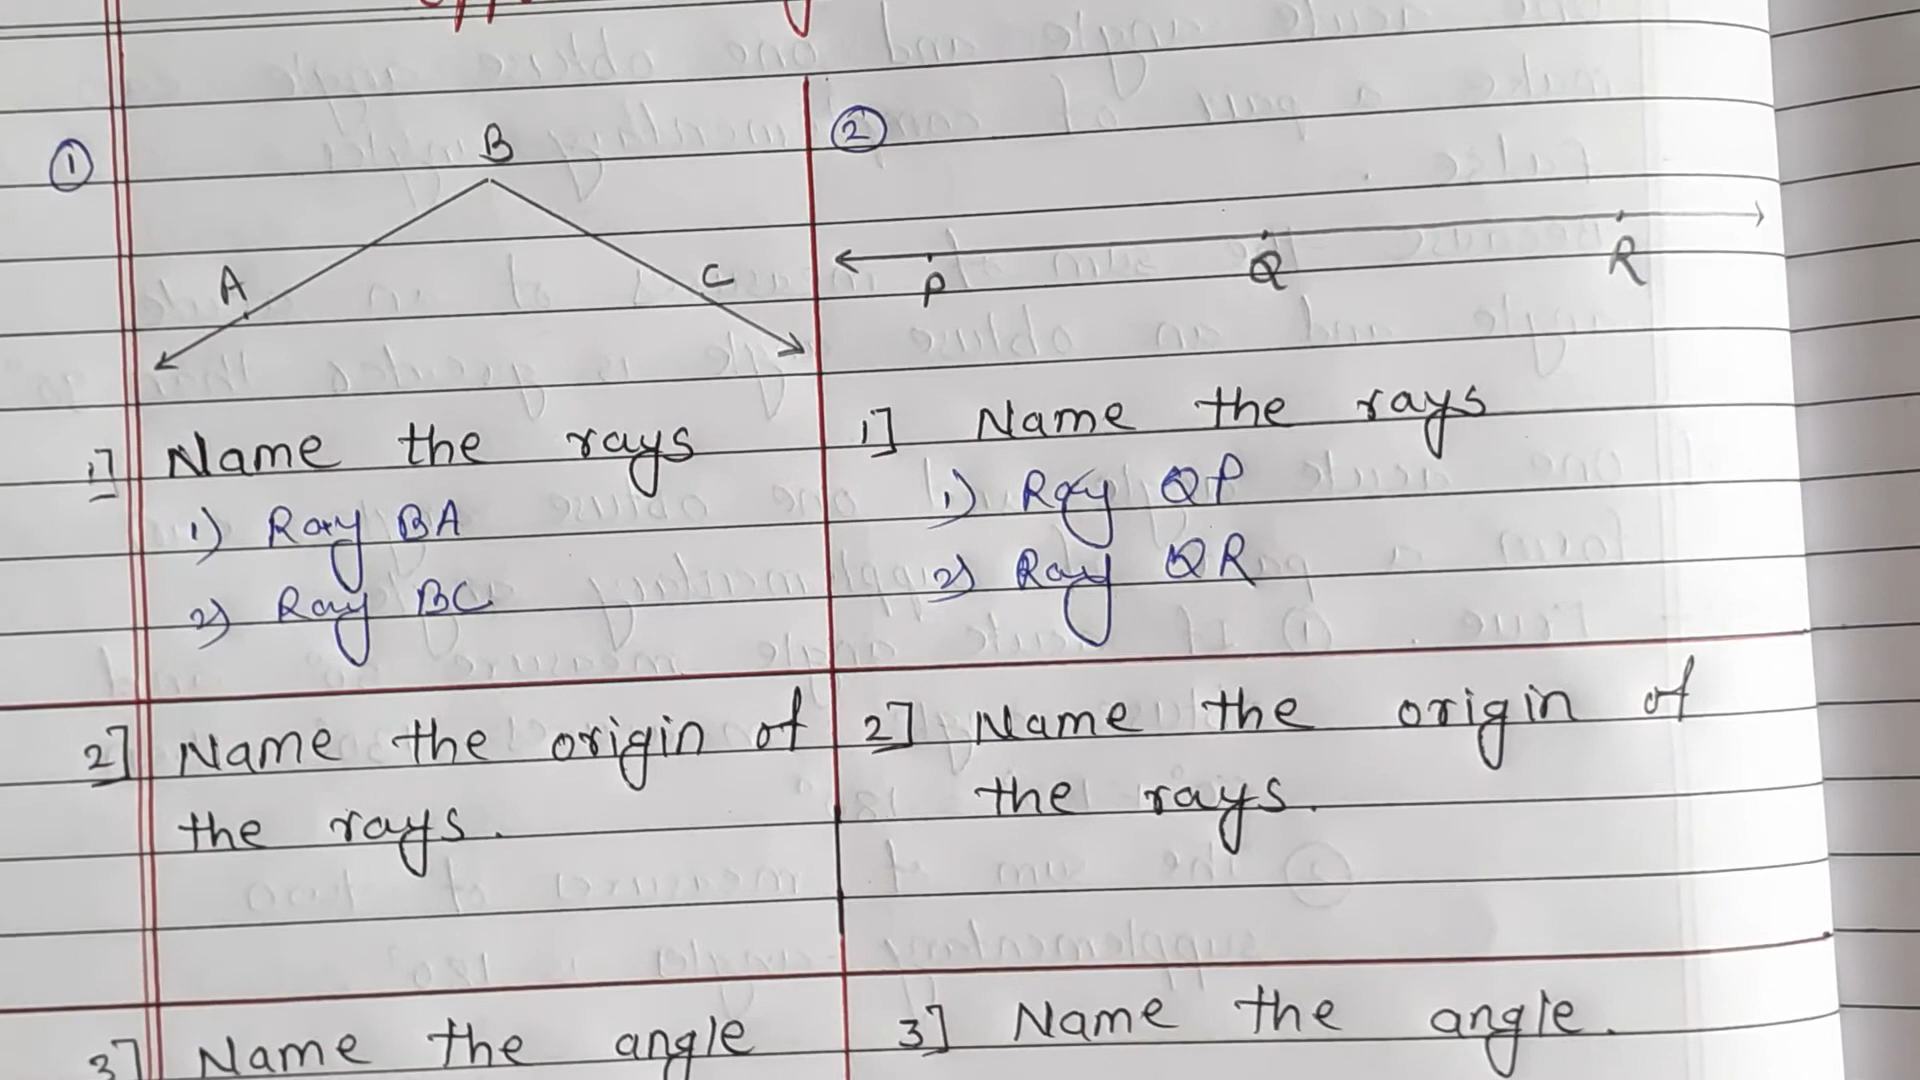 ①
B
A
C
1] Name the rays
1) Ray BA
2) Ray BC
2] Name the origin of
the rays.
3] Name the angle
②
P
Q
R
1] Name the rays
1) Ray QP
2) Ray QR
2] Name the origin of
the rays.
3] Name the angle.